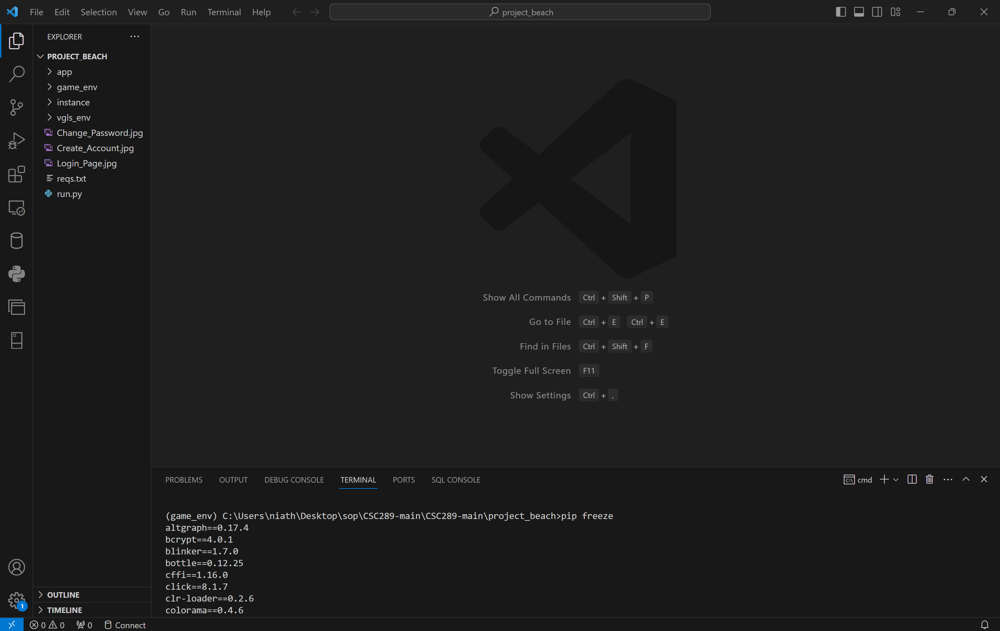 File Edit Selection View Go Run Terminal Help
project_beach
EXPLORER
PROJECT_BEACH
app
game_env
instance
vgls_env
Change_Password.jpg
Create_Account.jpg
Login_Page.jpg
reqs.txt
run.py
OUTLINE
TIMELINE
Show All Commands Ctrl + Shift + P
Go to File Ctrl + E Ctrl + E
Find in Files Ctrl + Shift + F
Toggle Full Screen F11
Show Settings Ctrl + ,
PROBLEMS OUTPUT DEBUG CONSOLE TERMINAL PORTS SQL CONSOLE
C:\ cmd
(game_env) C:\Users\niath\Desktop\sop\CSC289-main\CSC289-main\project_beach>pip freeze
altgraph==0.17.4
bcrypt==4.0.1
blinker==1.7.0
bottle==0.12.25
cffi==1.16.0
click==8.1.7
clr-loader==0.2.6
colorama==0.4.6
1
0 0 0 Connect